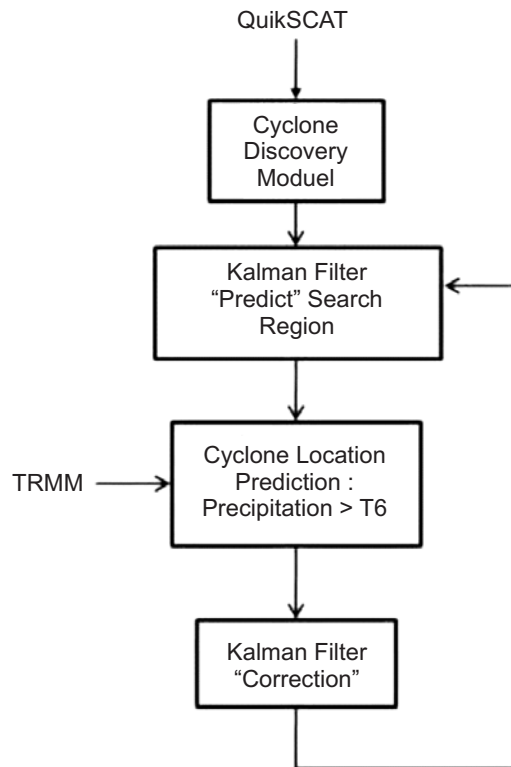 QuikSCAT
Cyclone
Discovery
Moduel
Kalman Filter
“Predict” Search
Region
TRMM
Cyclone Location
Prediction :
Precipitation > T6
Kalman Filter
“Correction”